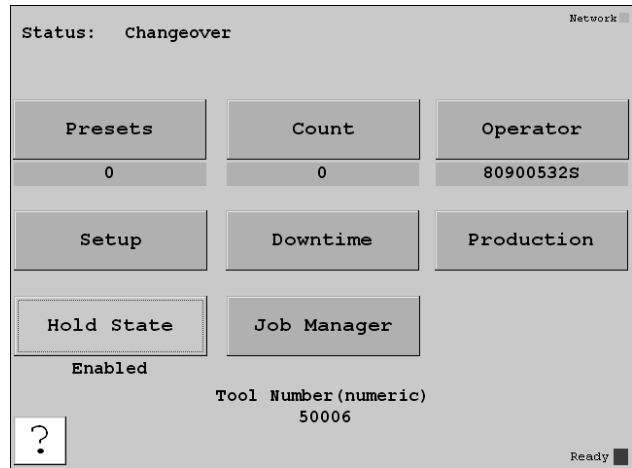 Network
Status: Changeover
Presets Count Operator
0 0 80900532S
Setup Downtime Production
Hold State Job Manager
Enabled
Tool Number(numeric)
50006
?
Ready